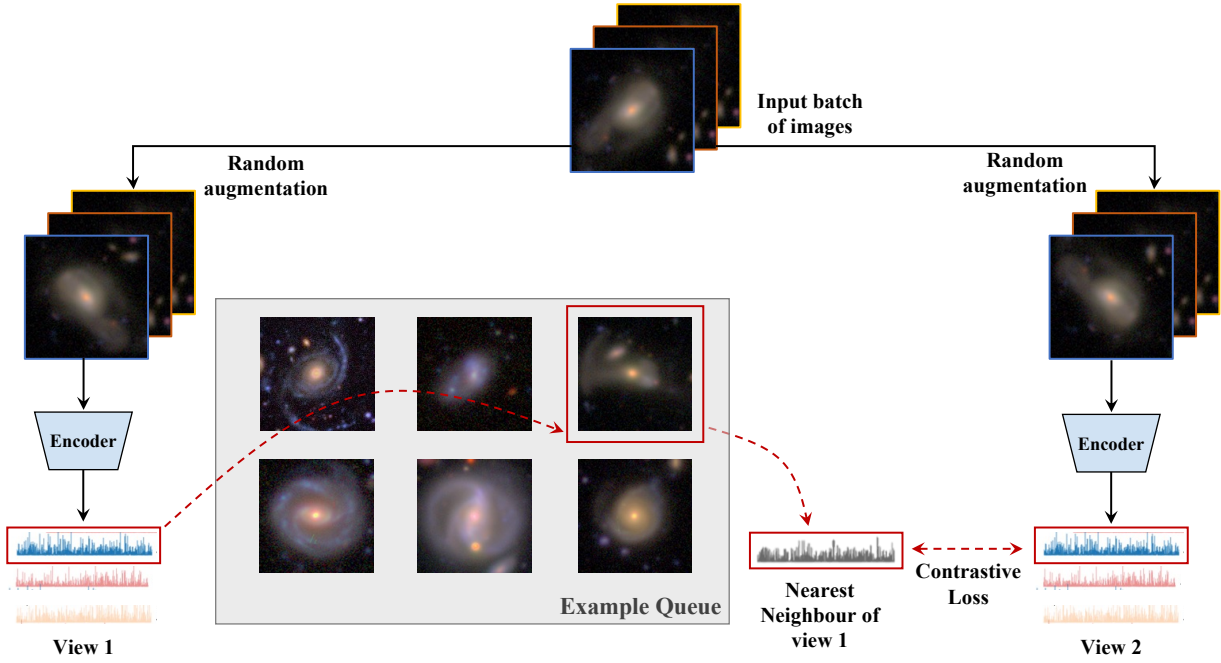 Input batch
of images
Random
augmentation
Random
augmentation
Encoder
Encoder
Example Queue
Nearest
Neighbour of
view 1
Contrastive
Loss
View 1
View 2